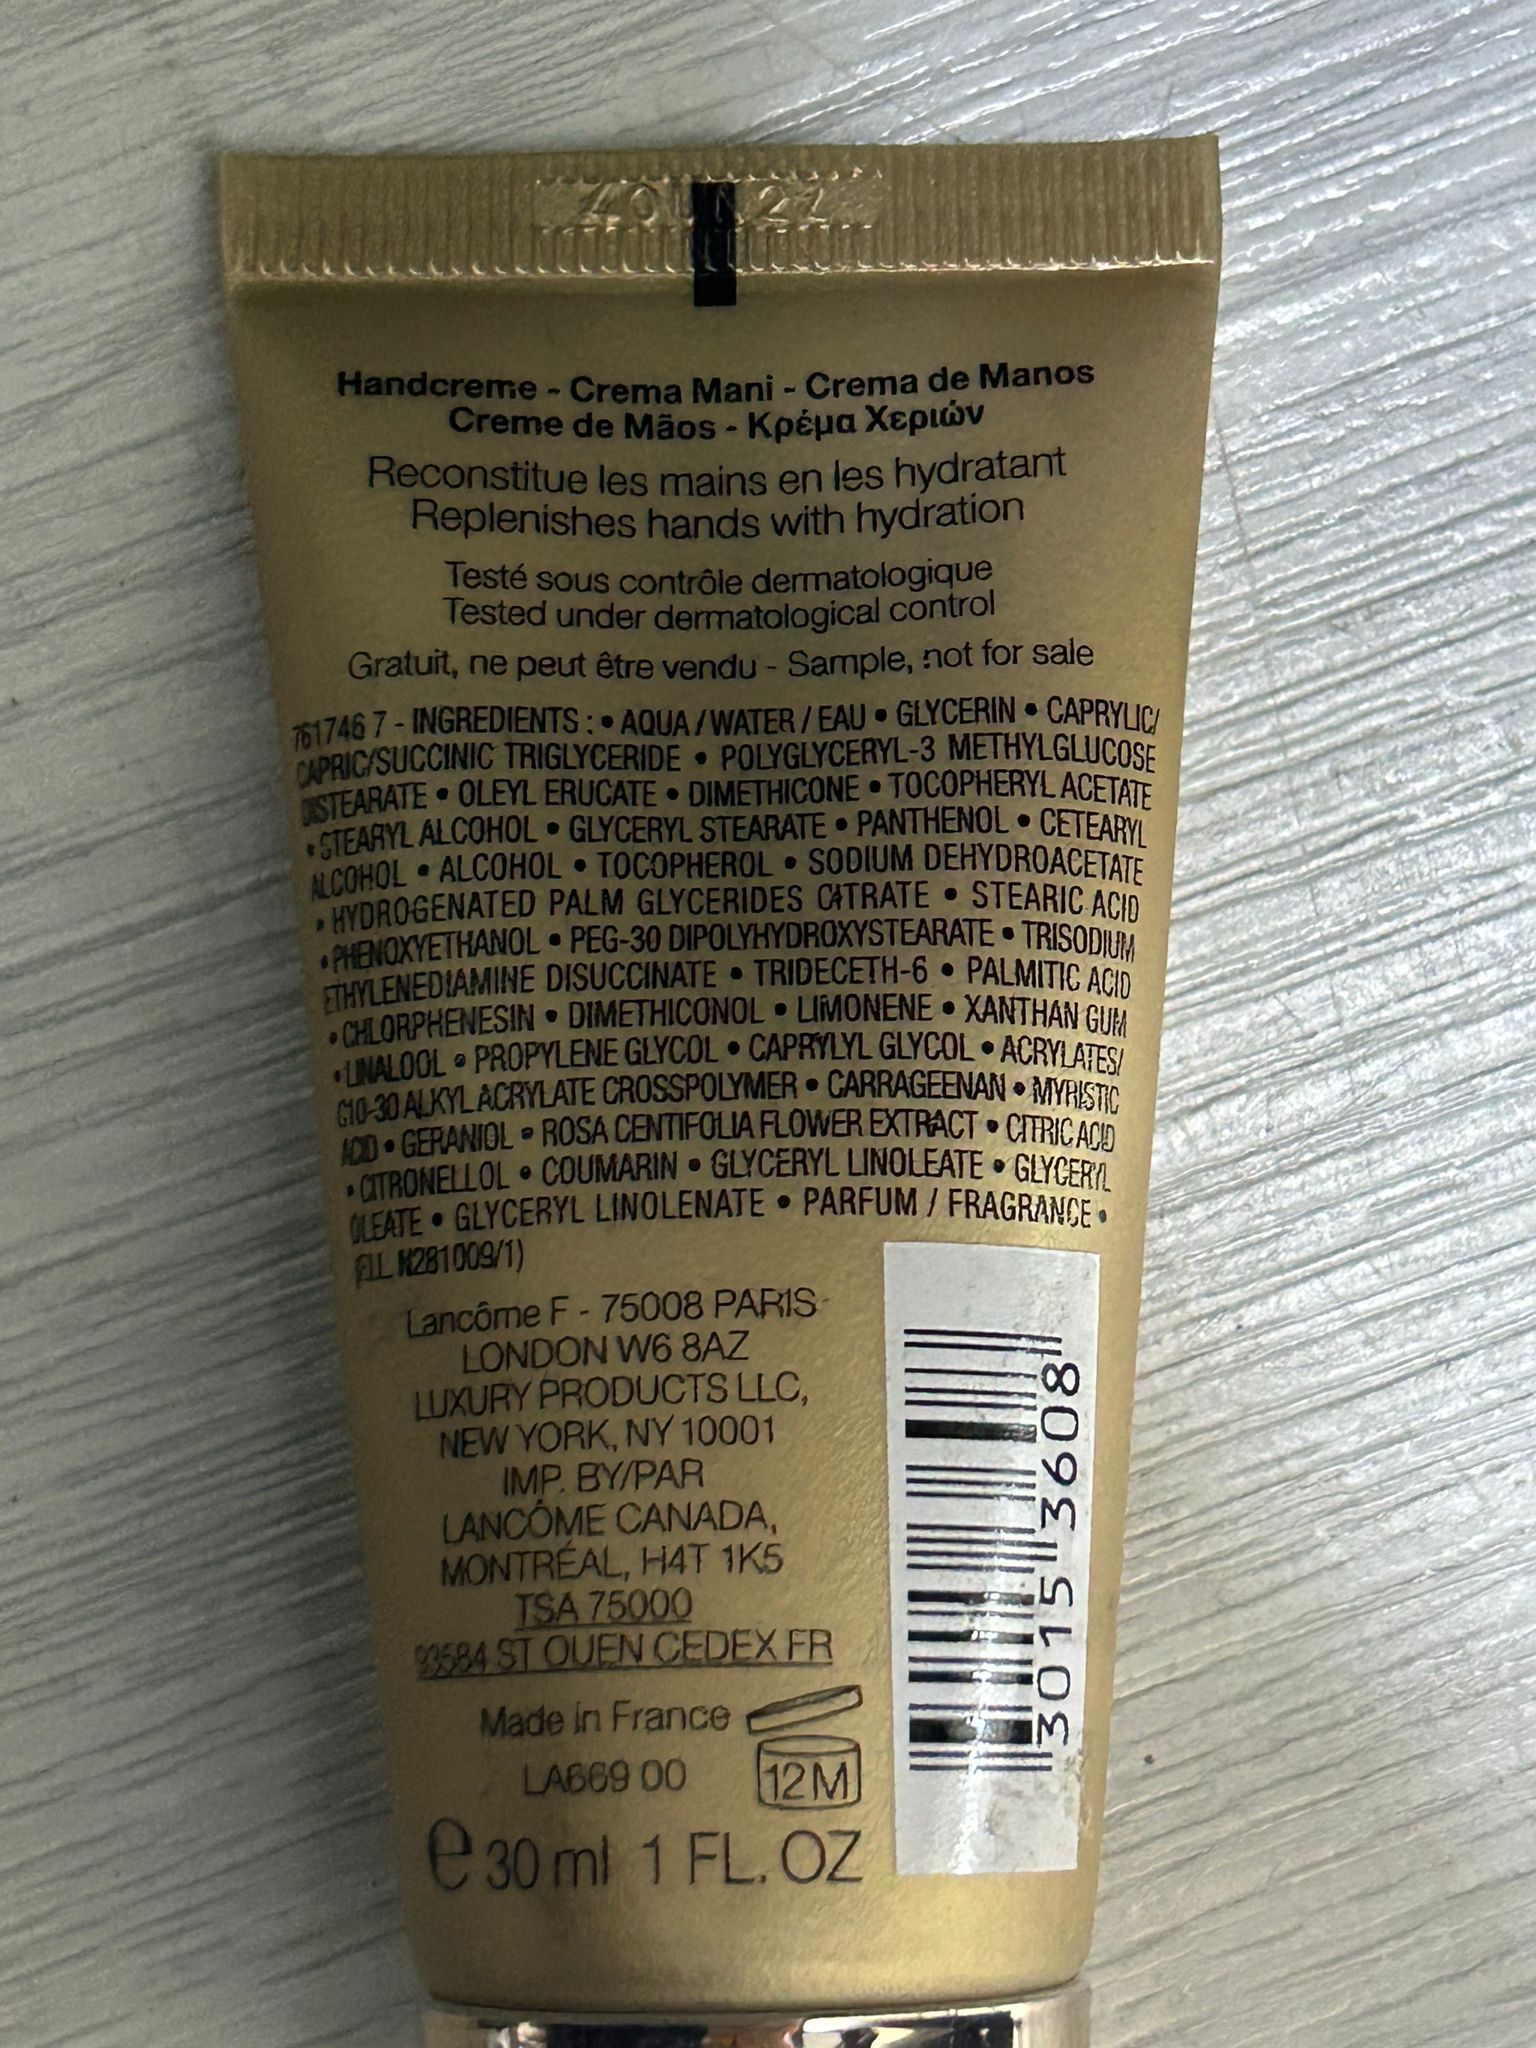 Handcreme - Crema Mani - Crema de Manos
Creme de Mãos - Κρέμα Χεριών
Reconstitue les mains en les hydratant
Replenishes hands with hydration
Testé sous contrôle dermatologique
Tested under dermatological control
Gratuit, ne peut être vendu - Sample, not for sale
761746 7 - INGREDIENTS : • AQUA / WATER / EAU • GLYCERIN • CAPRYLIC/
CAPRIC/SUCCINIC TRIGLYCERIDE • POLYGLYCERYL-3 METHYLGLUCOSE
DISTEARATE • OLEYL ERUCATE • DIMETHICONE • TOCOPHERYL ACETATE
• STEARYL ALCOHOL • GLYCERYL STEARATE • PANTHENOL • CETEARYL
ALCOHOL • ALCOHOL • TOCOPHEROL • SODIUM DEHYDROACETATE
• HYDROGENATED PALM GLYCERIDES CITRATE • STEARIC ACID
• PHENOXYETHANOL • PEG-30 DIPOLYHYDROXYSTEARATE • TRISODIUM
ETHYLENEDIAMINE DISUCCINATE • TRIDECETH-6 • PALMITIC ACID
• CHLORPHENESIN • DIMETHICONOL • LIMONENE • XANTHAN GUM
• LINALOOL • PROPYLENE GLYCOL • CAPRYLYL GLYCOL • ACRYLATES/
C10-30 ALKYL ACRYLATE CROSSPOLYMER • CARRAGEENAN • MYRISTIC
ACID • GERANIOL • ROSA CENTIFOLIA FLOWER EXTRACT • CITRIC ACID
• CITRONELLOL • COUMARIN • GLYCERYL LINOLEATE • GLYCERYL
OLEATE • GLYCERYL LINOLENATE • PARFUM / FRAGRANCE •
N281009/1)
Lancôme F - 75008 PARIS -
LONDON W6 8AZ
LUXURY PRODUCTS LLC,
NEW YORK, NY 10001
IMP. BY/PAR
LANCÔME CANADA,
MONTRÉAL, H4T 1K5
TSA 75000
93584 ST OUEN CEDEX FR
Made in France
LA669 00
12M
e 30 ml 1 FL. OZ
3015 3608